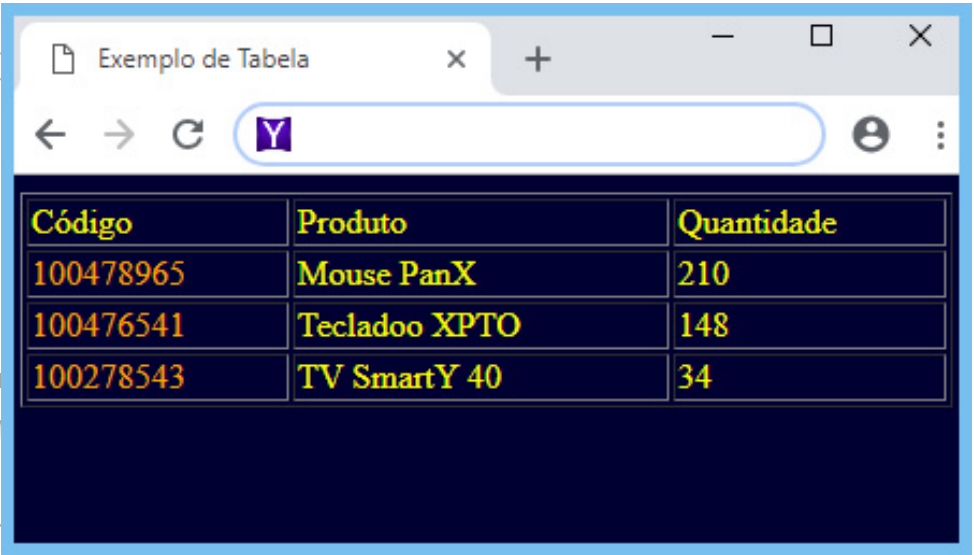 Exemplo de Tabela
Y
Código Produto Quantidade
100478965 Mouse PanX 210
100476541 Tecladoo XPTO 148
100278543 TV SmartY 40 34